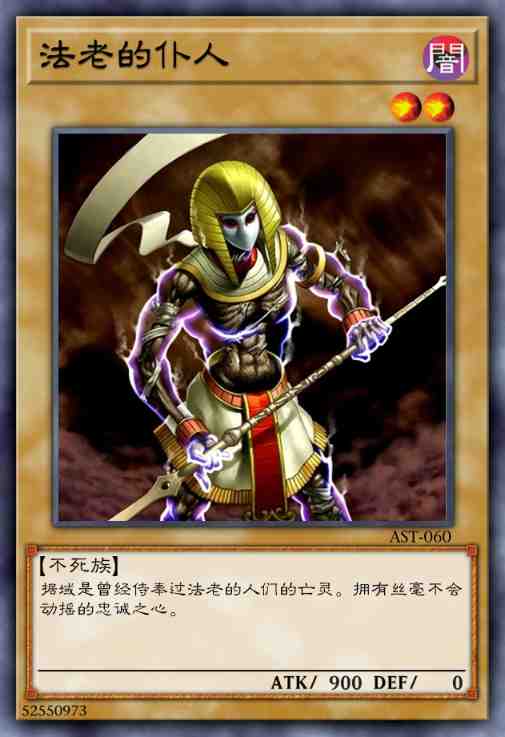 法老的仆人
闇
AST-060
【不死族】
据域是曾经侍奉过法老的人们的亡灵。拥有丝毫不会
动摇的忠诚之心。
ATK/ 900 DEF/ 0
52550973